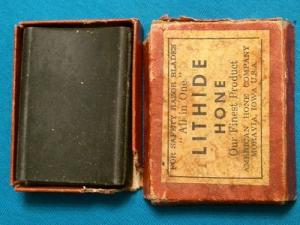 FOR SAFETY RAZOR BLADES
"All in One"
LITHIDE
HONE
Our Finest Product
AMERICAN HONE COMPANY
MORAVIA, IOWA U.S.A.